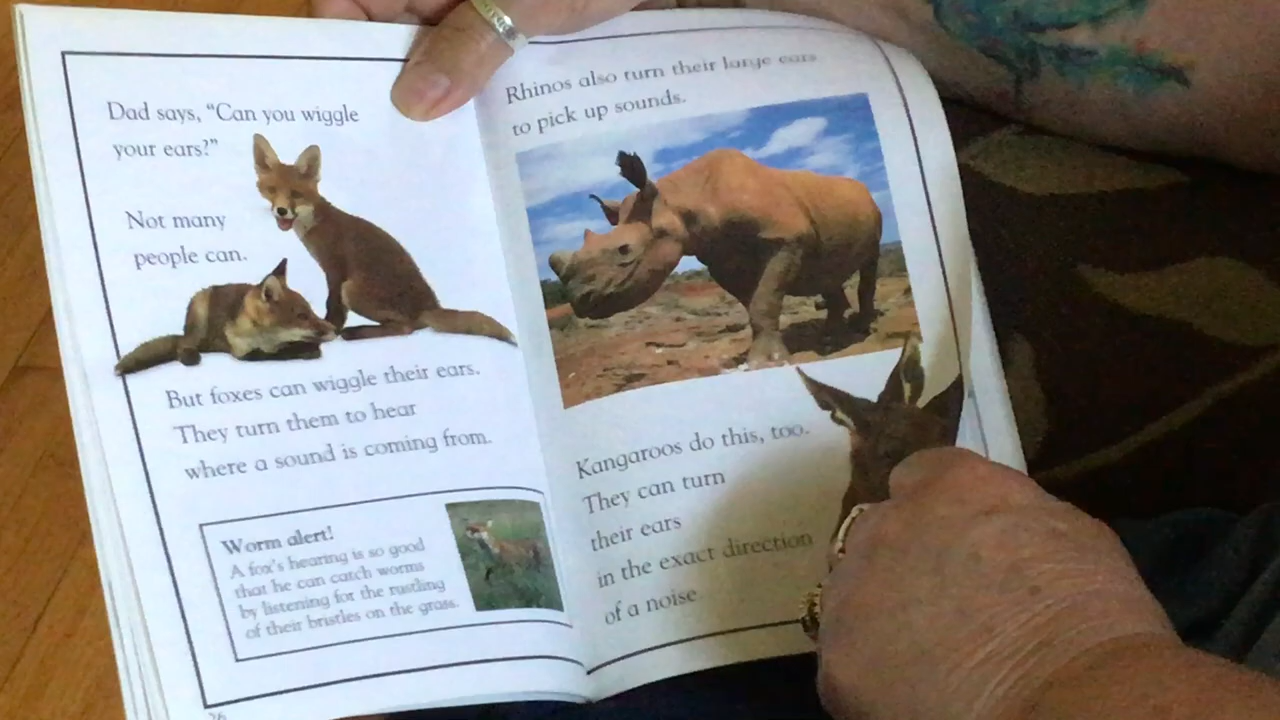 Dad says, “Can you wiggle
your ears?”
Not many
people can.
But foxes can wiggle their ears.
They turn them to hear
where a sound is coming from.
Worm alert!
A fox's hearing is so good
that he can catch worms
by listening for the rustling
of their bristles on the grass.
26
Rhinos also turn their large ears
to pick up sounds.
Kangaroos do this, too.
They can turn
their ears
in the exact direction
of a noise